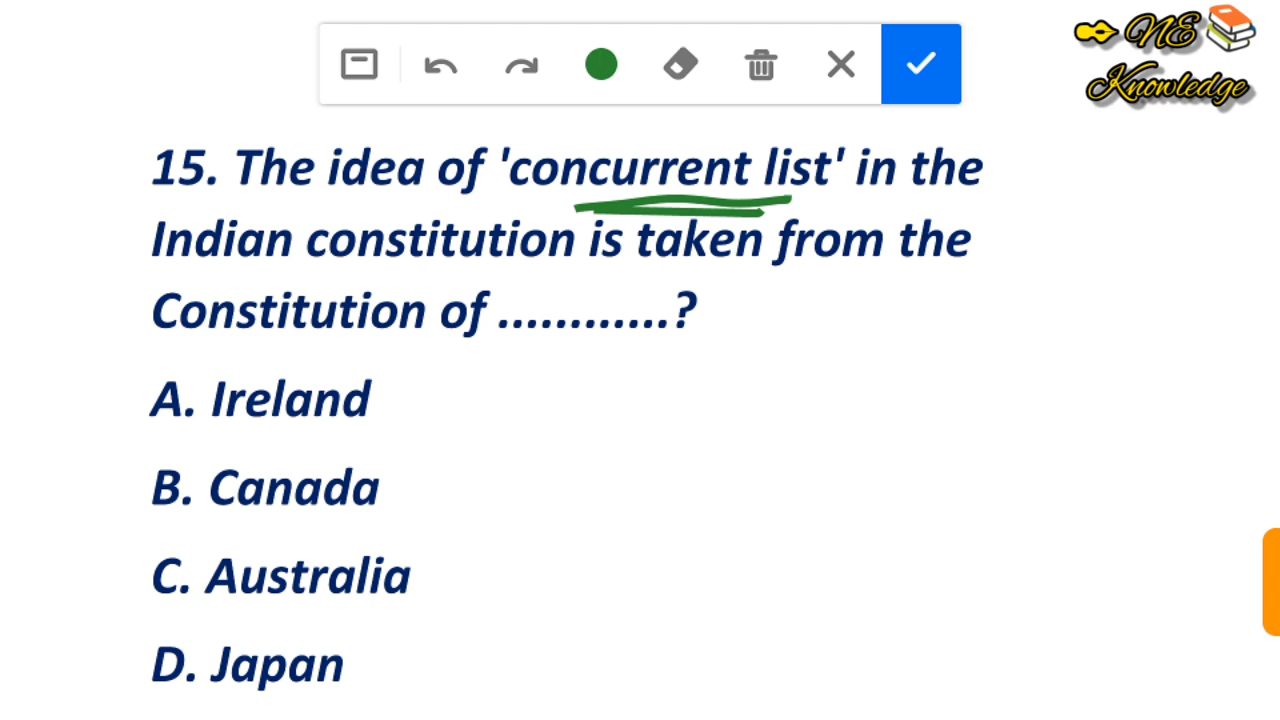 NE
Knowledge
15. The idea of 'concurrent list' in the
Indian constitution is taken from the
Constitution of ............?
A. Ireland
B. Canada
C. Australia
D. Japan